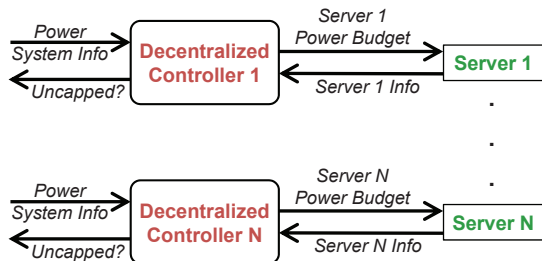 Power
System Info
Uncapped?
Decentralized
Controller 1
Server 1
Power Budget
Server 1 Info
Server 1
.
.
.
Power
System Info
Uncapped?
Decentralized
Controller N
Server N
Power Budget
Server N Info
Server N